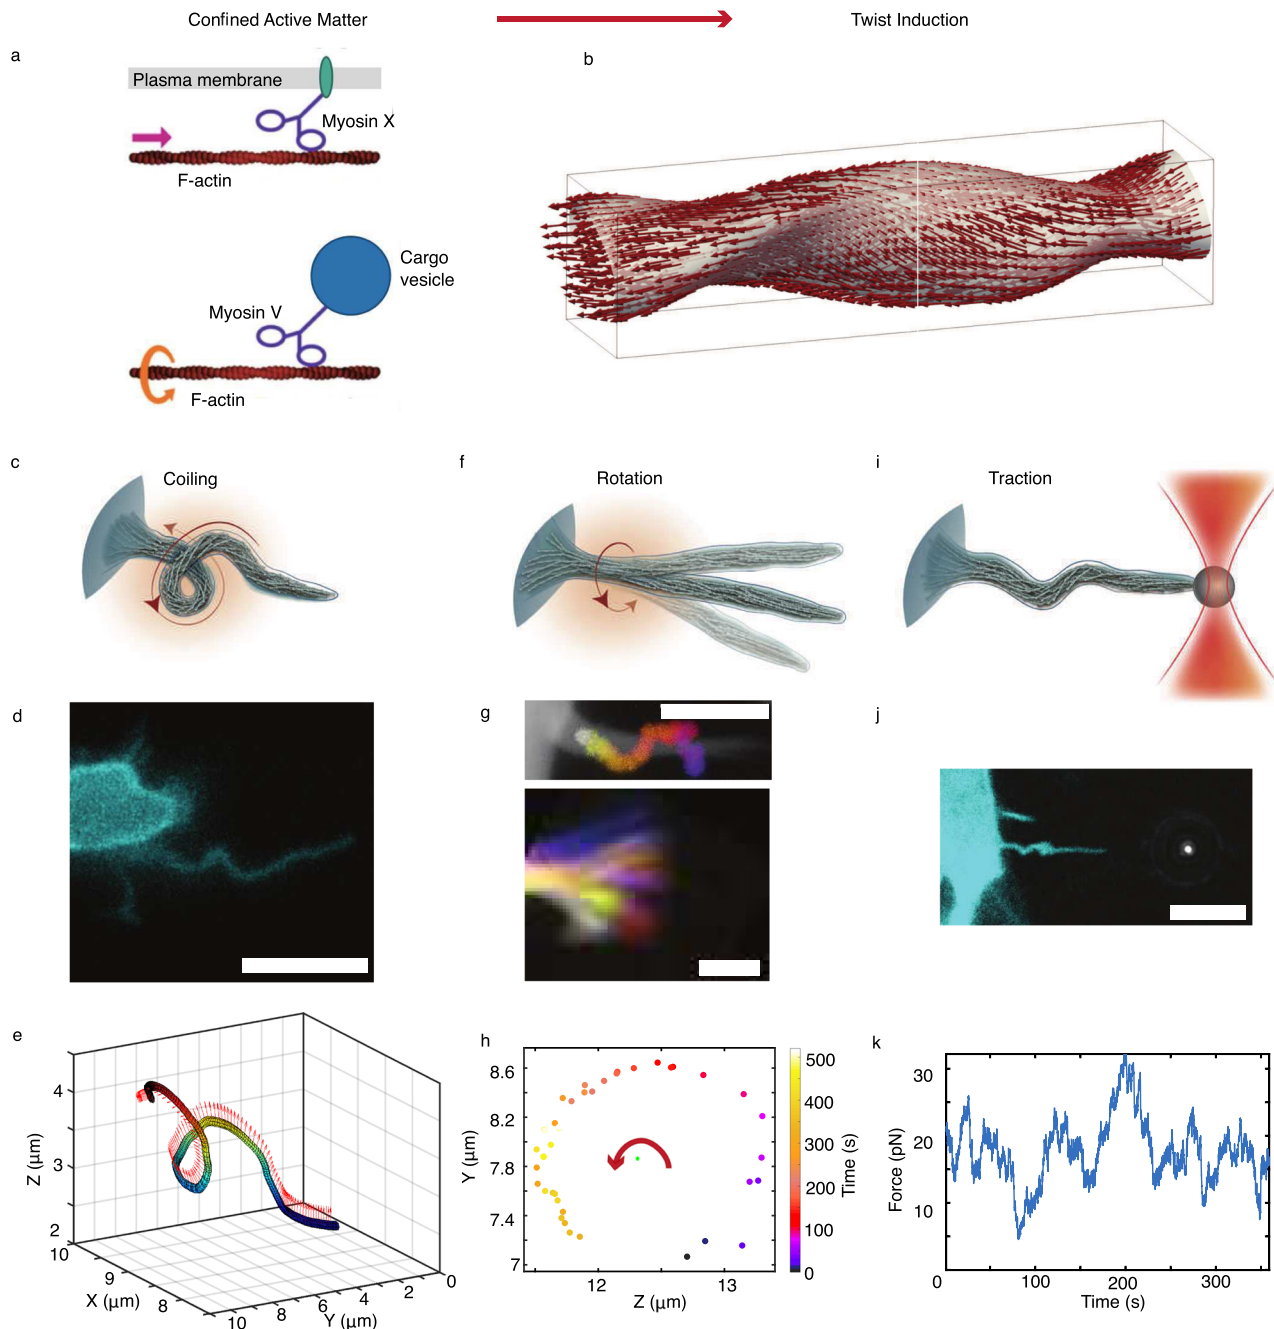 Confined Active Matter
Twist Induction
a
Plasma membrane
Myosin X
F-actin
Cargo
vesicle
Myosin V
F-actin
b
c
Coiling
f
Rotation
i
Traction
d
g
j
e
Z (µm)
4
3
2
10
9
8
X (µm)
10
8
6
4
2
0
Y (µm)
h
Y (µm)
8.6
8.2
7.8
7.4
7
12
13
Z (µm)
500
400
300
200
100
0
Time (s)
k
Force (pN)
30
20
10
0
100
200
300
Time (s)